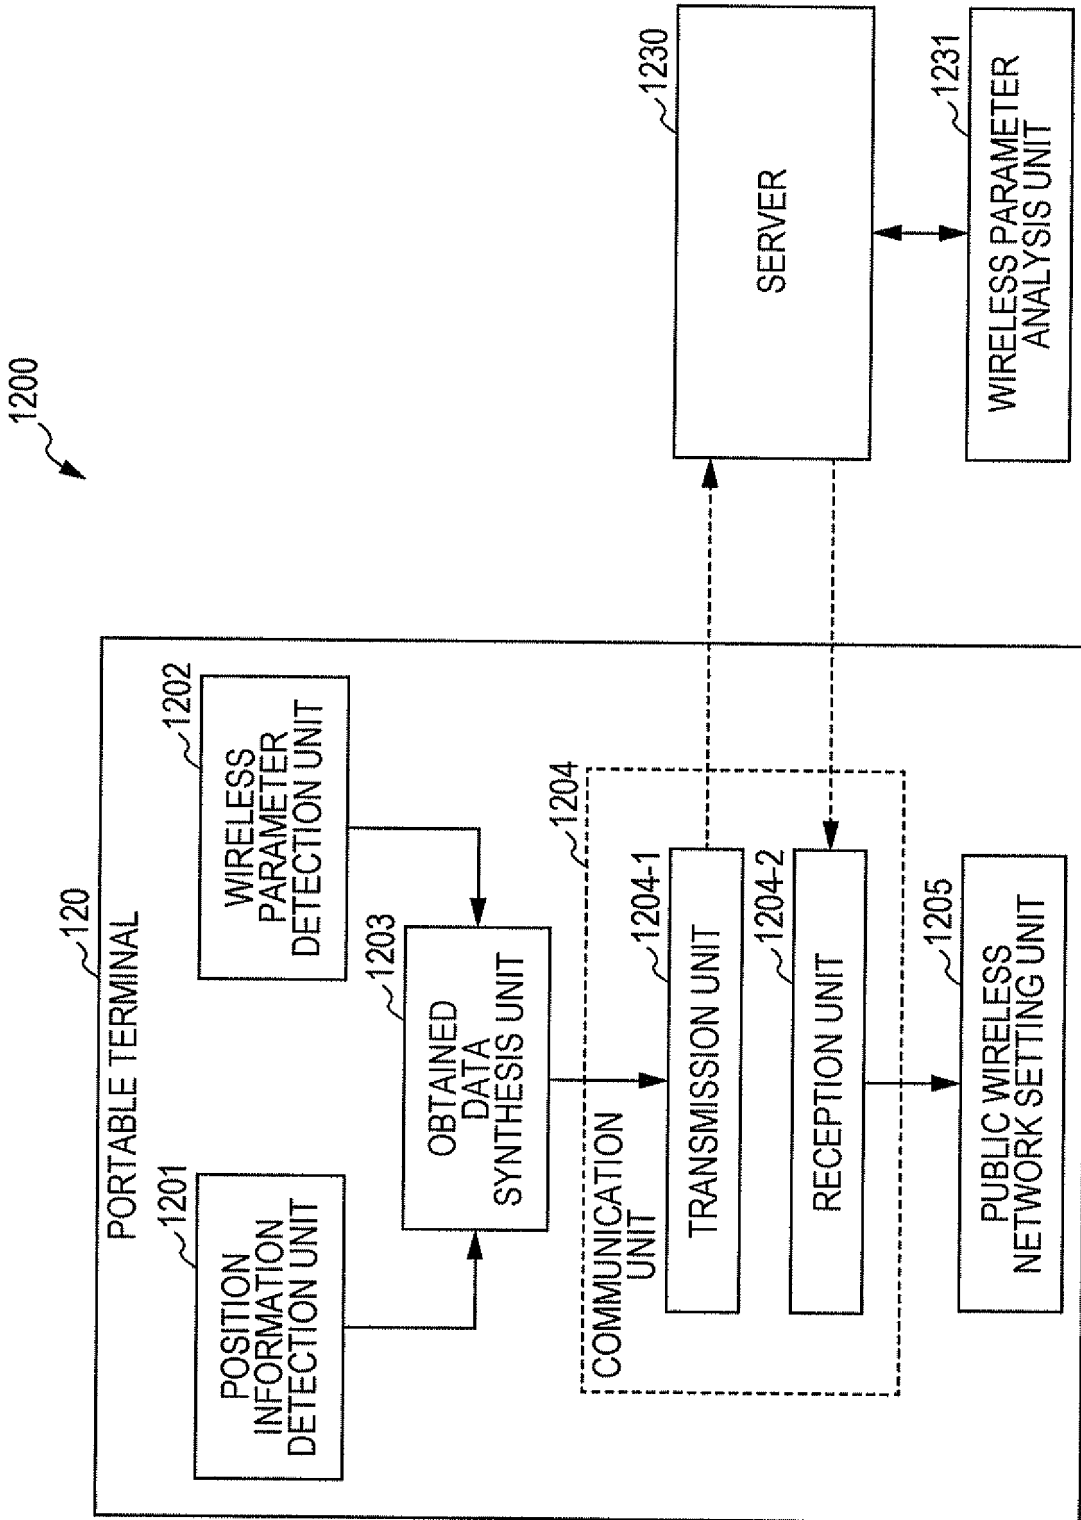 1200
120
PORTABLE TERMINAL
1201
POSITION
INFORMATION
DETECTION UNIT
1202
WIRELESS
PARAMETER
DETECTION UNIT
1203
OBTAINED
DATA
SYNTHESIS UNIT
1204
COMMUNICATION
UNIT
1204-1
TRANSMISSION UNIT
1204-2
RECEPTION UNIT
1205
PUBLIC WIRELESS
NETWORK SETTING UNIT
1230
SERVER
1231
WIRELESS PARAMETER
ANALYSIS UNIT